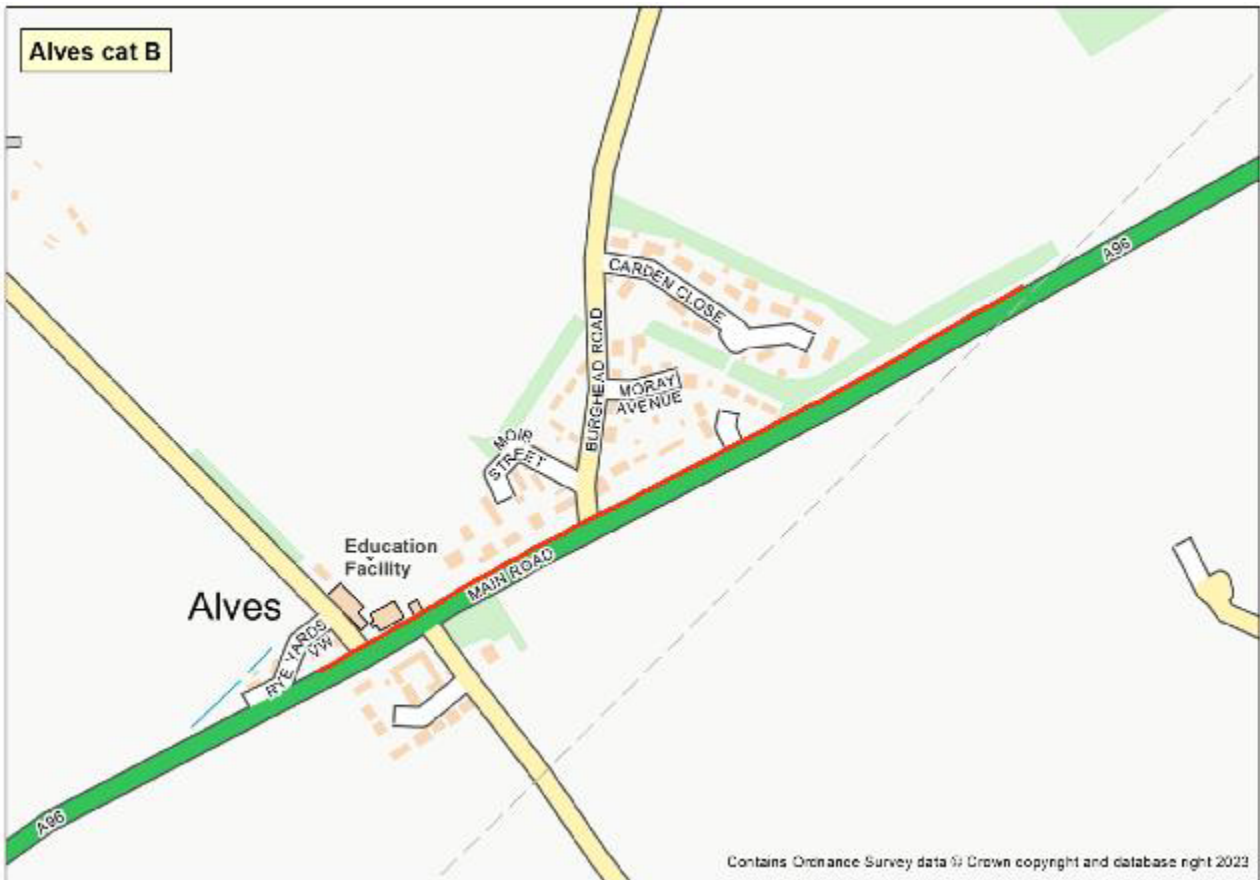 Alves cat B
A96
CARDEN CLOSE
BURGHEAD ROAD
MORAY
AVENUE
MOIR
STREET
Education
Facility
MAIN ROAD
Alves
RYE YARDS
VW
A96
Contains Ordnance Survey data © Crown copyright and database right 2023